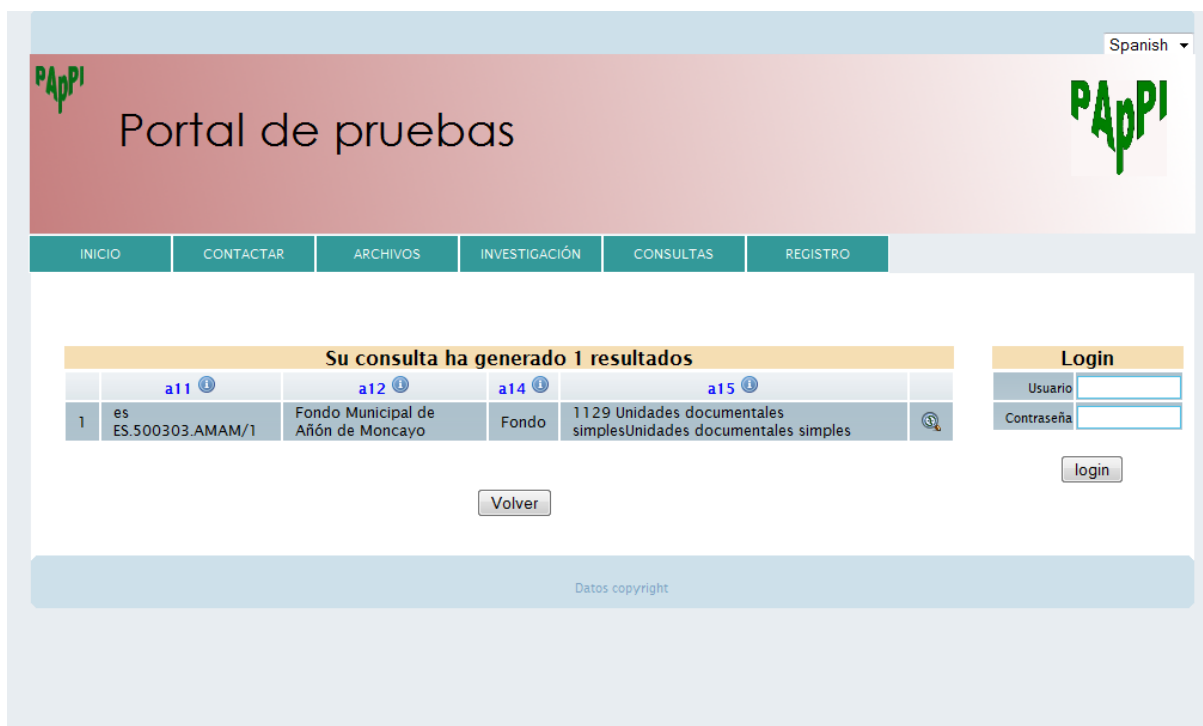 Spanish
PAPPI
Portal de pruebas
PAPPI
INICIO CONTACTAR ARCHIVOS INVESTIGACIÓN CONSULTAS REGISTRO
Su consulta ha generado 1 resultados
a11 a12 a14 a15
1 es Fondo Municipal de Fondo 1129 Unidades documentales
ES.500303.AMAM/1 Añón de Moncayo simplesUnidades documentales simples
Login
Usuario
Contraseña
login
Volver
Datos copyright